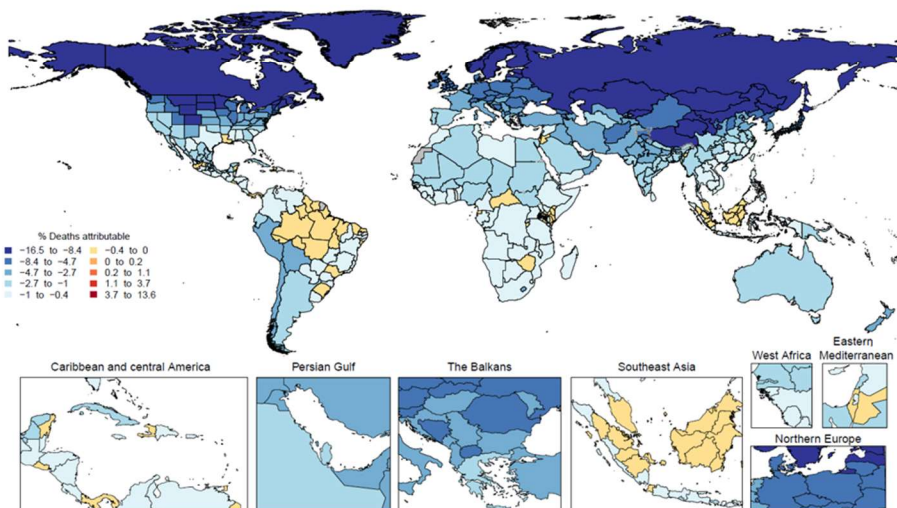 % Deaths attributable
−16.5 to −8.4
−8.4 to −4.7
−4.7 to −2.7
−2.7 to −1
−1 to −0.4
−0.4 to 0
0 to 0.2
0.2 to 1.1
1.1 to 3.7
3.7 to 13.6
Caribbean and central America
Persian Gulf
The Balkans
Southeast Asia
West Africa
Eastern
Mediterranean
Northern Europe